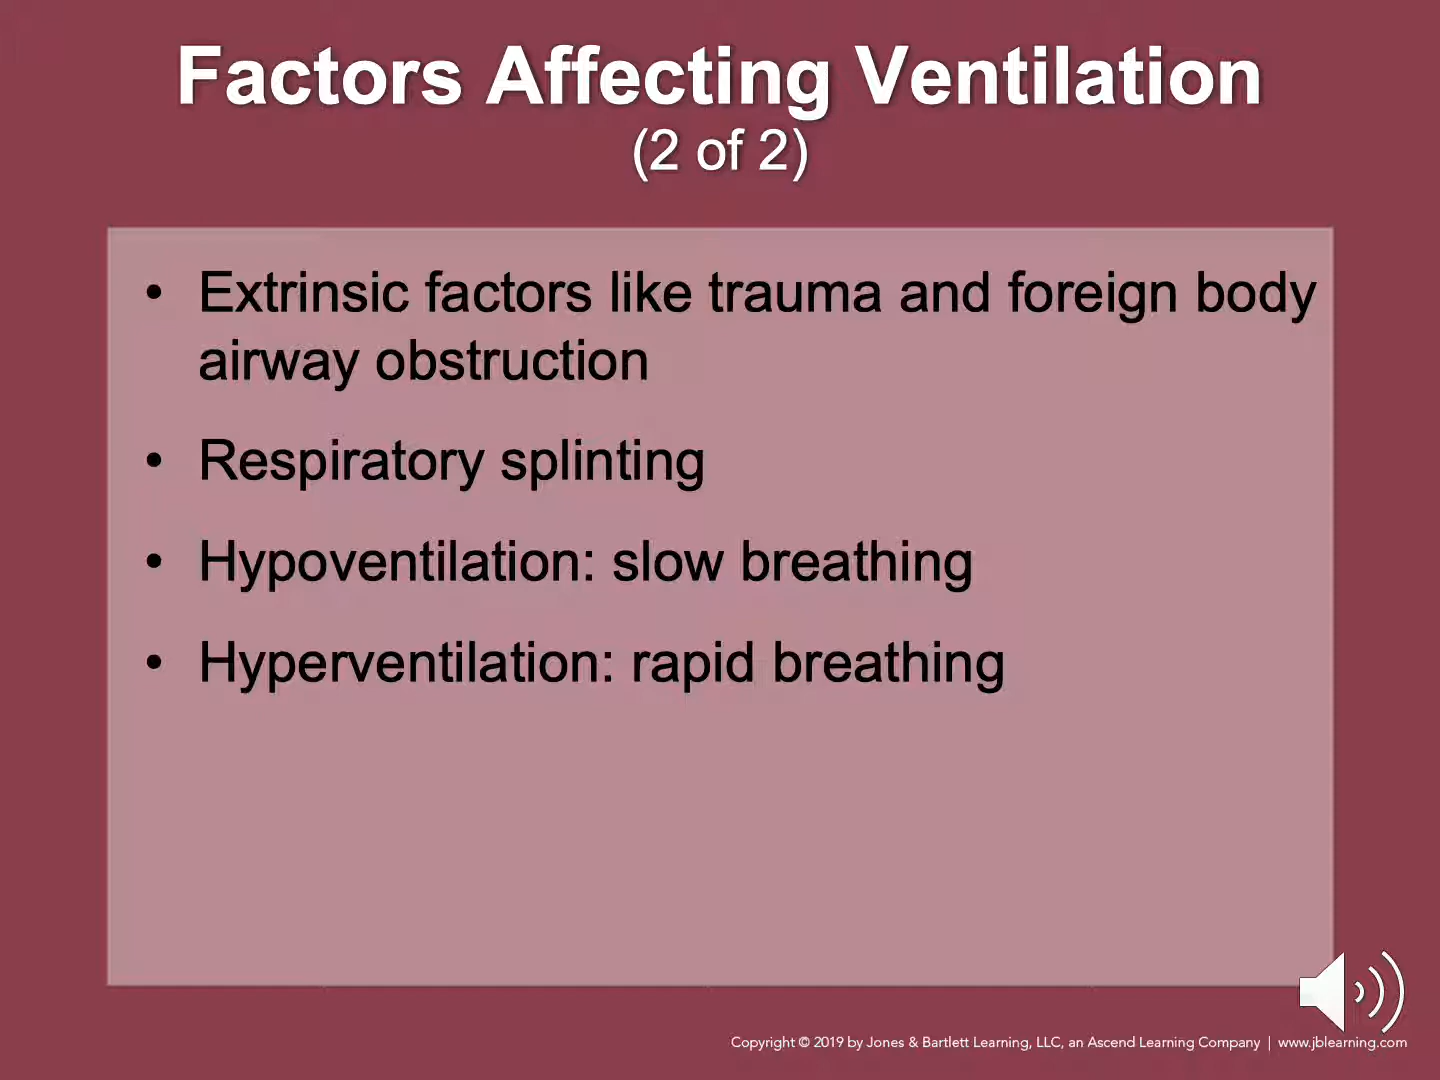 Factors Affecting Ventilation
(2 of 2)
• Extrinsic factors like trauma and foreign body
airway obstruction
• Respiratory splinting
• Hypoventilation: slow breathing
• Hyperventilation: rapid breathing
Copyright © 2019 by Jones & Bartlett Learning, LLC, an Ascend Learning Company | www.jblearning.com